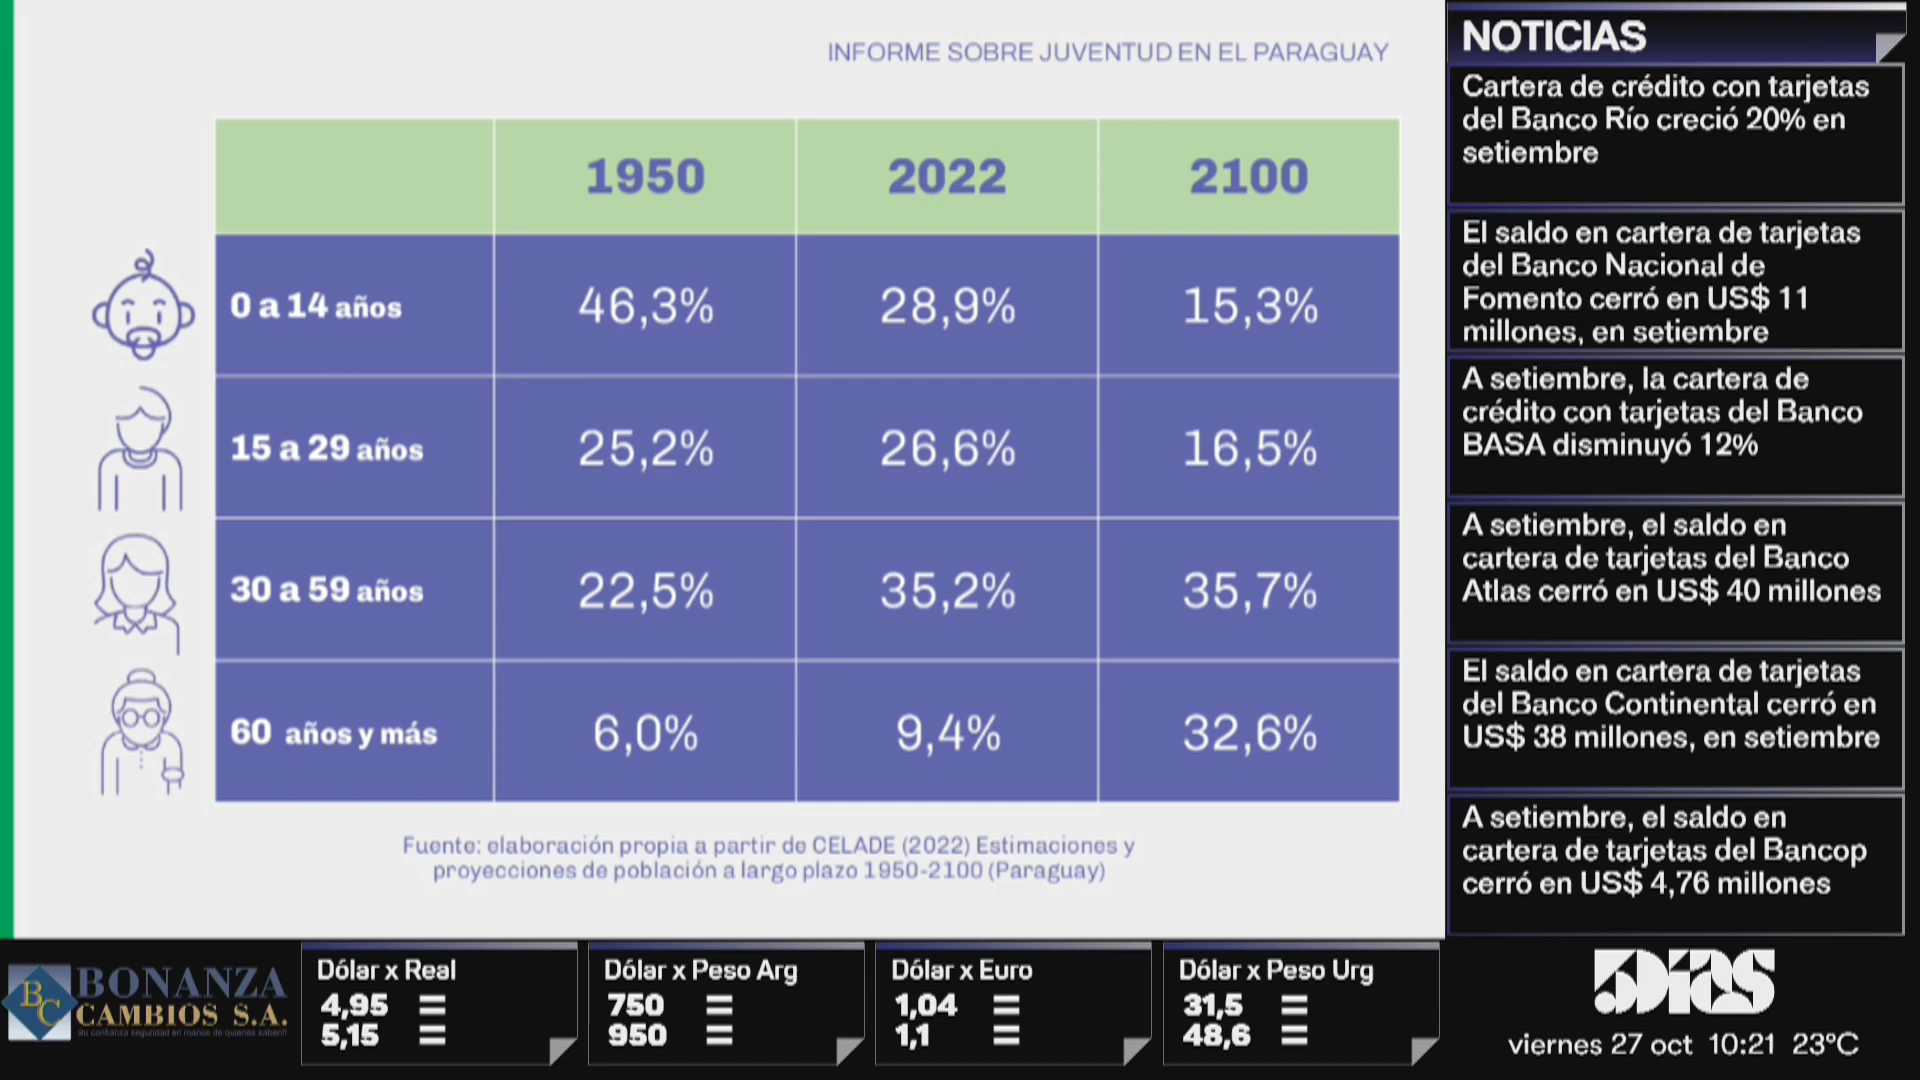 INFORME SOBRE JUVENTUD EN EL PARAGUAY
1950 2022 2100
0 a 14 años 46,3% 28,9% 15,3%
15 a 29 años 25,2% 26,6% 16,5%
30 a 59 años 22,5% 35,2% 35,7%
60 años y más 6,0% 9,4% 32,6%
Fuente: elaboración propia a partir de CELADE (2022) Estimaciones y
proyecciones de población a largo plazo 1950-2100 (Paraguay)
NOTICIAS
Cartera de crédito con tarjetas
del Banco Río creció 20% en
setiembre
El saldo en cartera de tarjetas
del Banco Nacional de
Fomento cerró en US$ 11
millones, en setiembre
A setiembre, la cartera de
crédito con tarjetas del Banco
BASA disminuyó 12%
A setiembre, el saldo en
cartera de tarjetas del Banco
Atlas cerró en US$ 40 millones
El saldo en cartera de tarjetas
del Banco Continental cerró en
US$ 38 millones, en setiembre
A setiembre, el saldo en
cartera de tarjetas del Bancop
cerró en US$ 4,76 millones
BC
BONANZA
CAMBIOS S.A.
Su confianza seguridad en manos de quienes saben!!
Dólar x Real
4,95 =
5,15 =
Dólar x Peso Arg
750 =
950 =
Dólar x Euro
1,04 =
1,1 =
Dólar x Peso Urg
31,5 =
48,6 =
5Días
viernes 27 oct 10:21 23°C